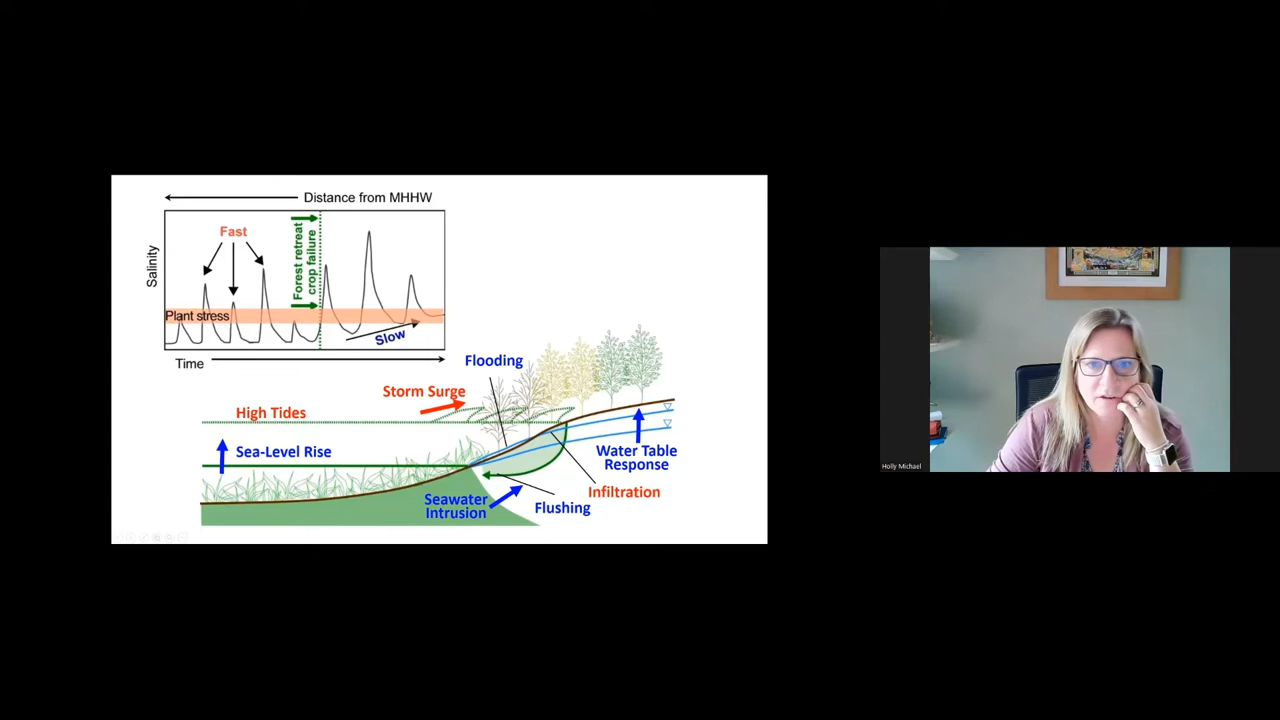 Distance from MHHW
Fast
Forest retreat
crop failure
Salinity
Plant stress
Slow
Time
Flooding
Storm Surge
High Tides
Sea-Level Rise
Water Table
Response
Infiltration
Seawater
Intrusion
Flushing
Holly Michael